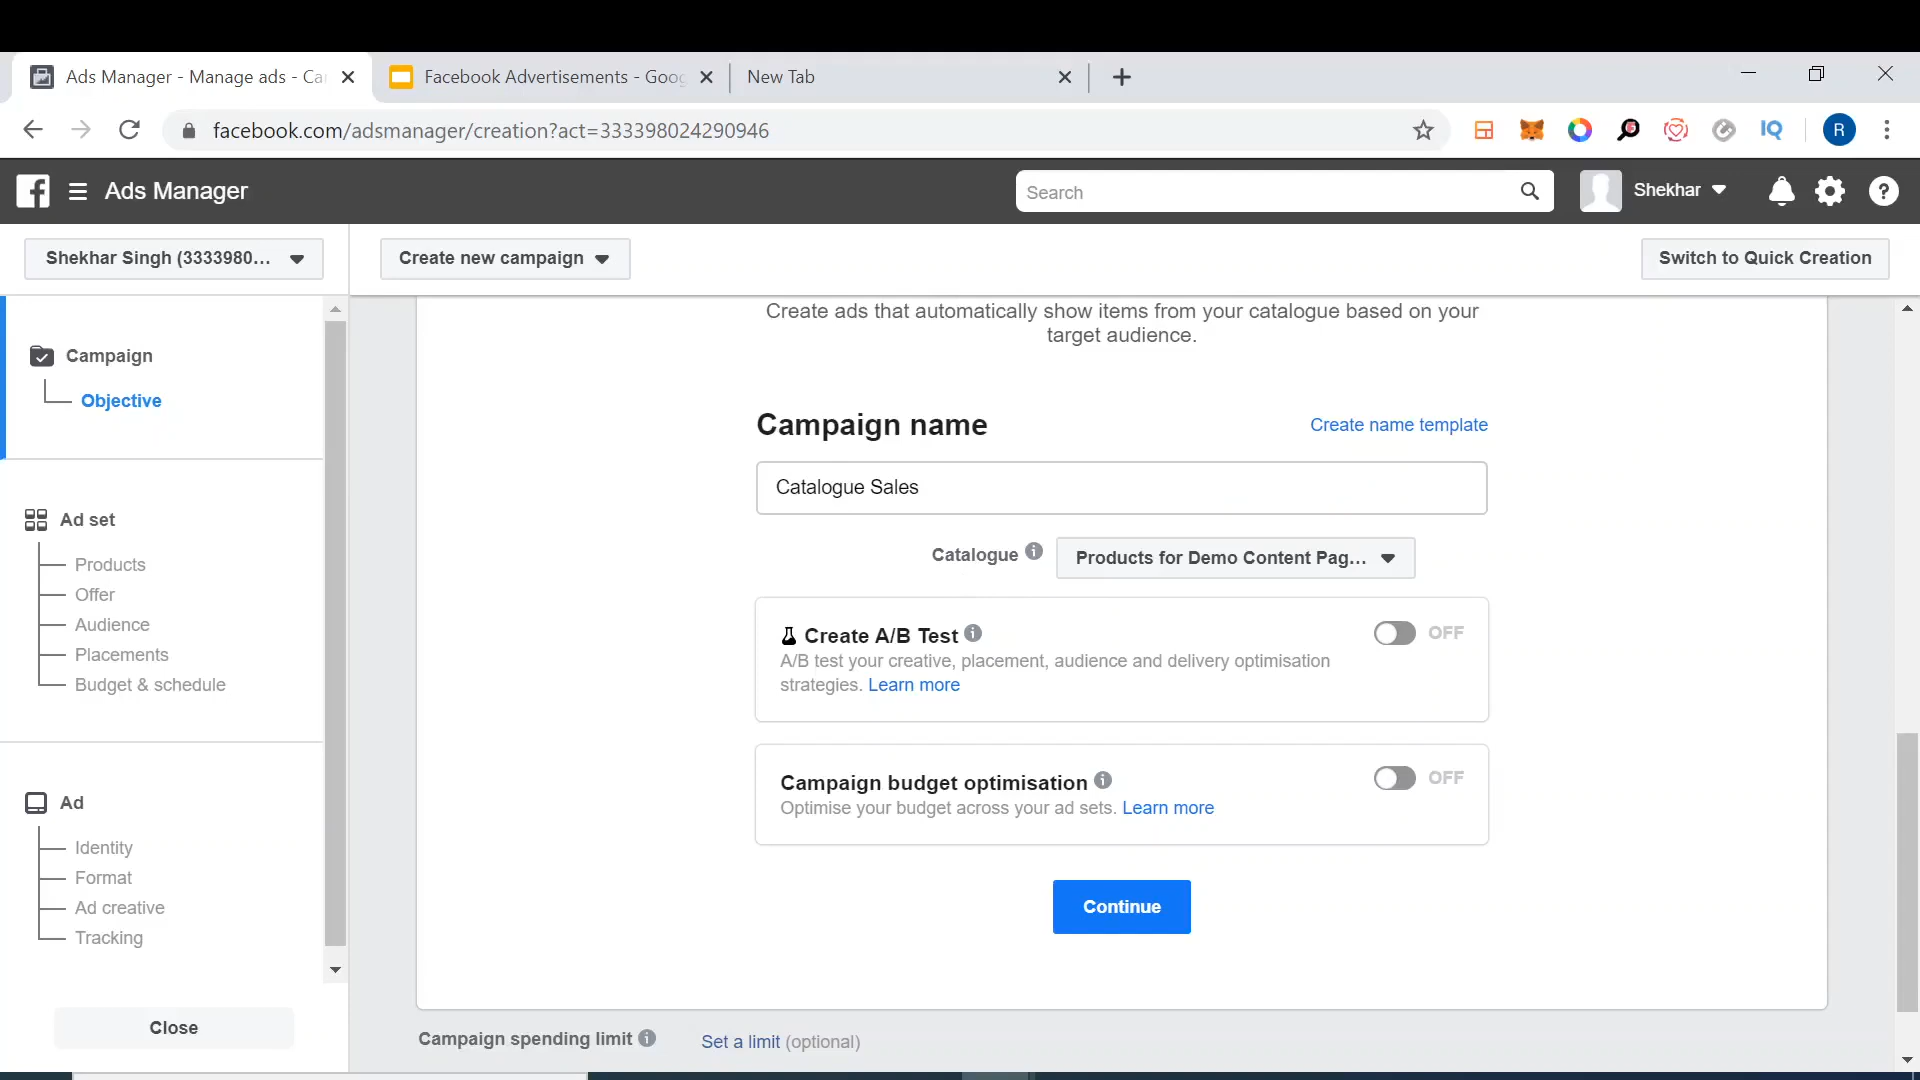 Ads Manager - Manage ads - Ca
Facebook Advertisements - Goog
New Tab
facebook.com/adsmanager/creation?act=333398024290946
IQ
R
Ads Manager
Search
Shekhar
Shekhar Singh (3333980...
Create new campaign
Switch to Quick Creation
Campaign
Objective
Ad set
Products
Offer
Audience
Placements
Budget & schedule
Ad
Identity
Format
Ad creative
Tracking
Close
Create ads that automatically show items from your catalogue based on your
target audience.
Campaign name
Create name template
Catalogue Sales
Catalogue
Products for Demo Content Pag...
Create A/B Test
OFF
A/B test your creative, placement, audience and delivery optimisation
strategies. Learn more
Campaign budget optimisation
OFF
Optimise your budget across your ad sets. Learn more
Continue
Campaign spending limit
Set a limit (optional)